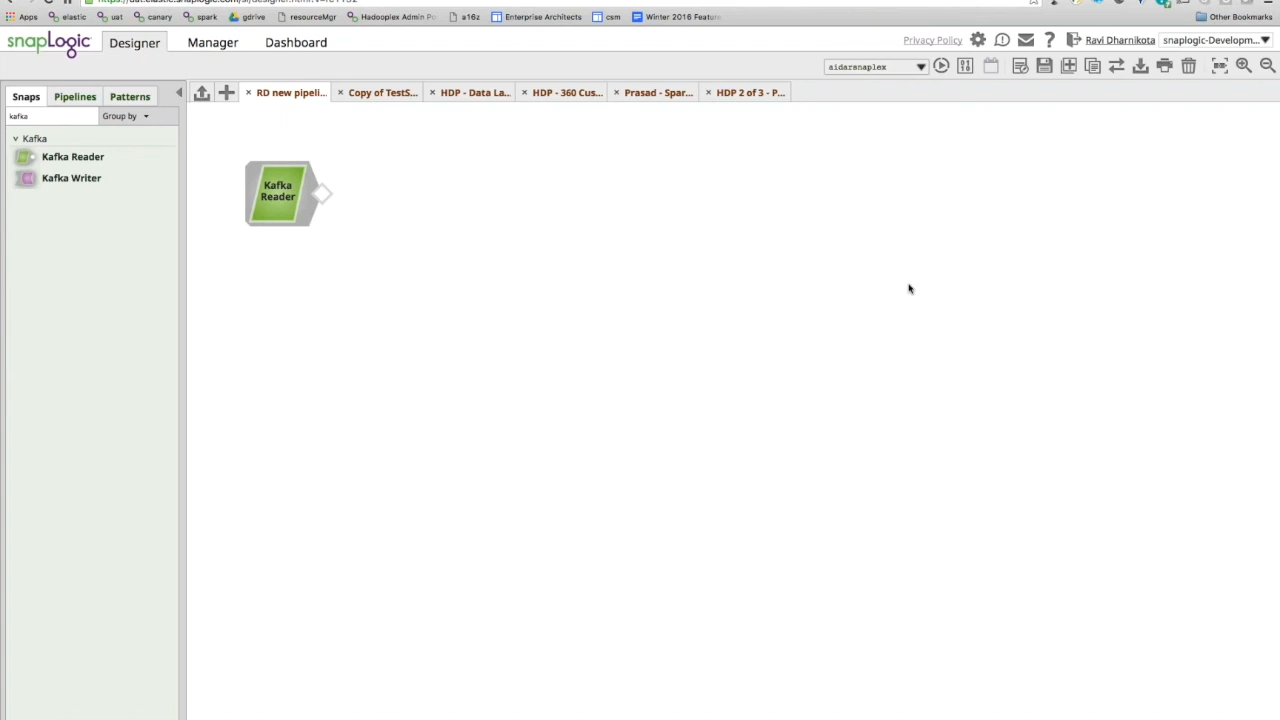 Apps elastic uat canary spark gdrive resourceMgr Hadooplex Admin Po a16z Enterprise Architects csm Winter 2016 Feature Other Bookmarks
snapLogic Designer Manager Dashboard Privacy Policy ? Ravi Dharnikota snaplogic-Developm...
aidarsnaplex
Snaps Pipelines Patterns × RD new pipeli... × Copy of TestS... × HDP - Data La... × HDP - 360 Cus... × Prasad - Spar... × HDP 2 of 3 - P...
kafka Group by
Kafka
Kafka Reader
Kafka Writer
Kafka
Reader